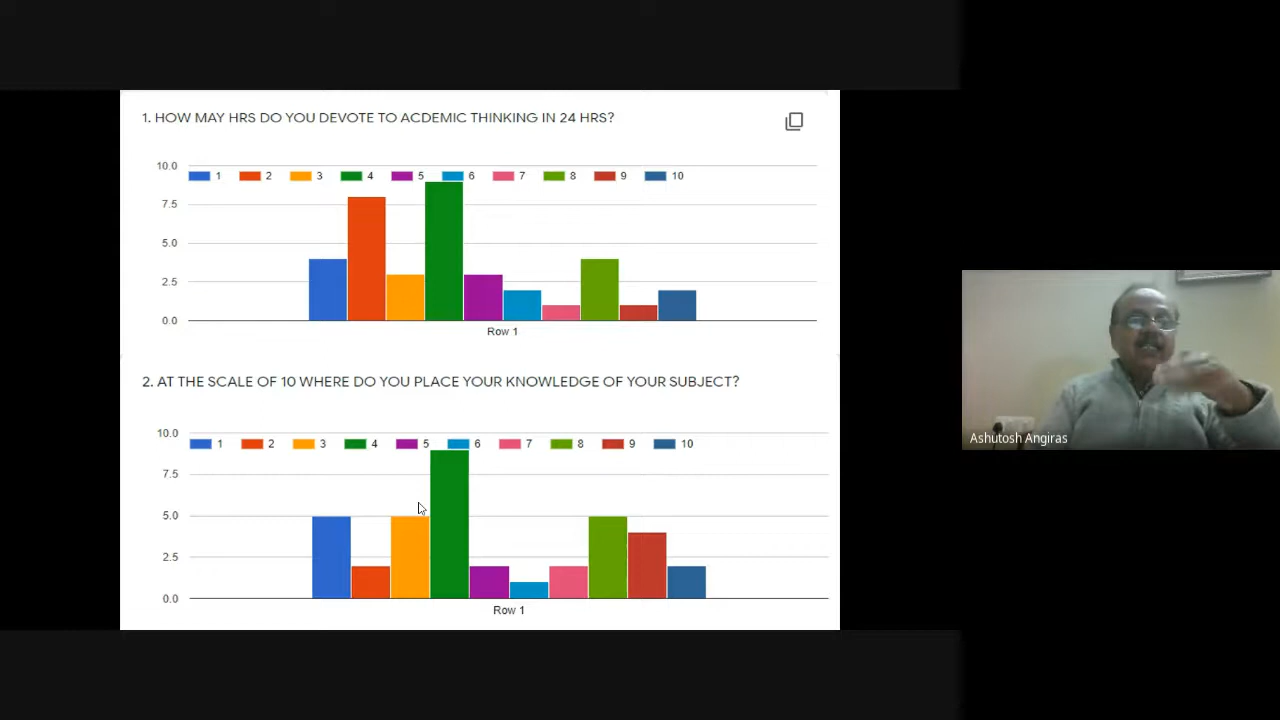 1. HOW MAY HRS DO YOU DEVOTE TO ACDEMIC THINKING IN 24 HRS?
10.0
1 2 3 4 5 6 7 8 9 10
7.5
5.0
2.5
0.0
Row 1
2. AT THE SCALE OF 10 WHERE DO YOU PLACE YOUR KNOWLEDGE OF YOUR SUBJECT?
10.0
1 2 3 4 5 6 7 8 9 10
7.5
5.0
2.5
0.0
Row 1
Ashutosh Angiras